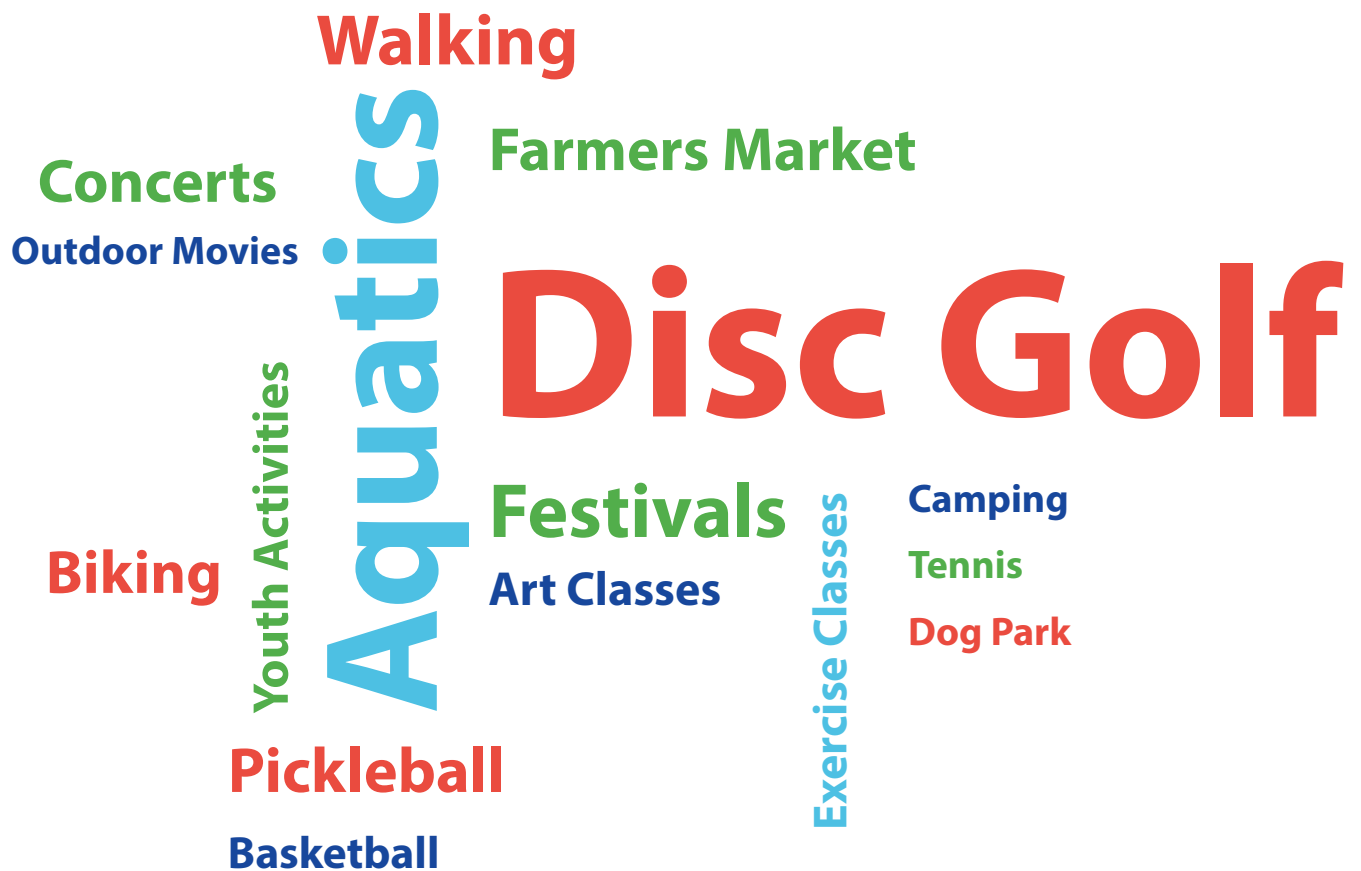 Walking
Farmers Market
Concerts
Outdoor Movies
Aquatics
Disc Golf
Youth Activities
Festivals
Camping
Exercise Classes
Tennis
Biking
Art Classes
Dog Park
Pickleball
Basketball